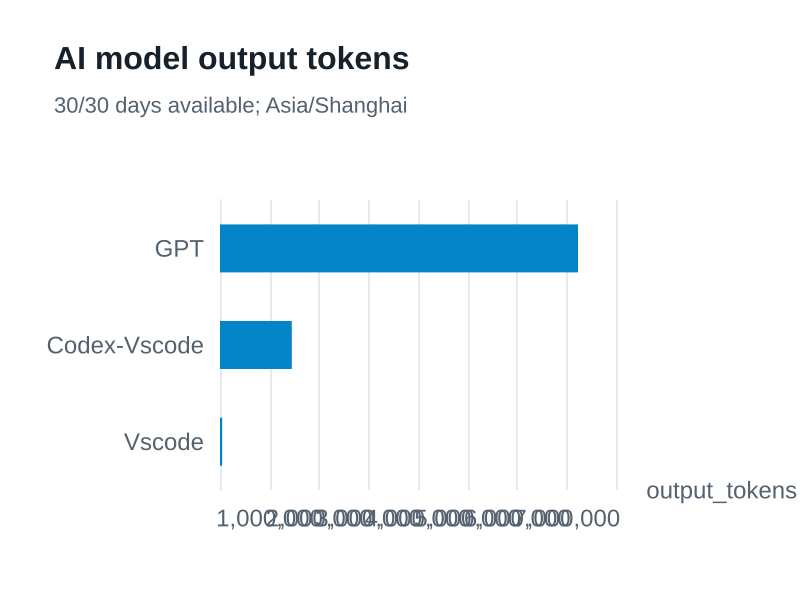 AI model output tokens
30/30 days available; Asia/Shanghai
GPT
Codex-Vscode
Vscode
output_tokens